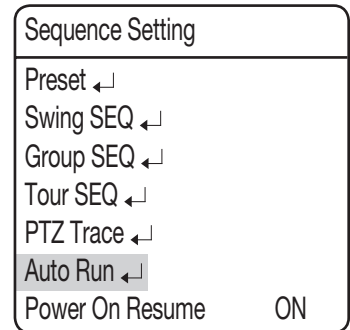 Sequence Setting
Preset ↵
Swing SEQ ↵
Group SEQ ↵
Tour SEQ ↵
PTZ Trace ↵
Auto Run ↵
Power On Resume ON